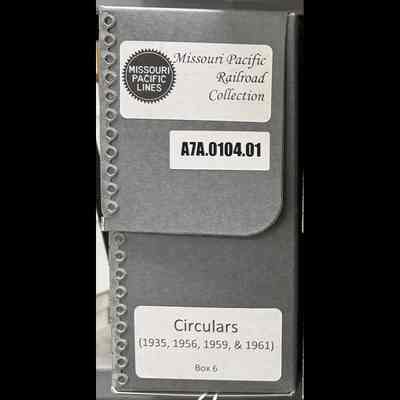 MISSOURI
PACIFIC
LINES
Missouri Pacific
Railroad
Collection
A7A.0104.01
Circulars
(1935, 1956, 1959, & 1961)
Box 6